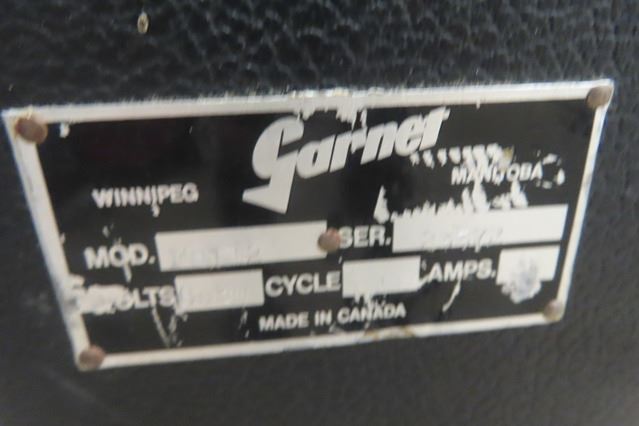 Garner
WINNIPEG MANITOBA
MOD. SER.
VOLTS CYCLE AMPS.
MADE IN CANADA